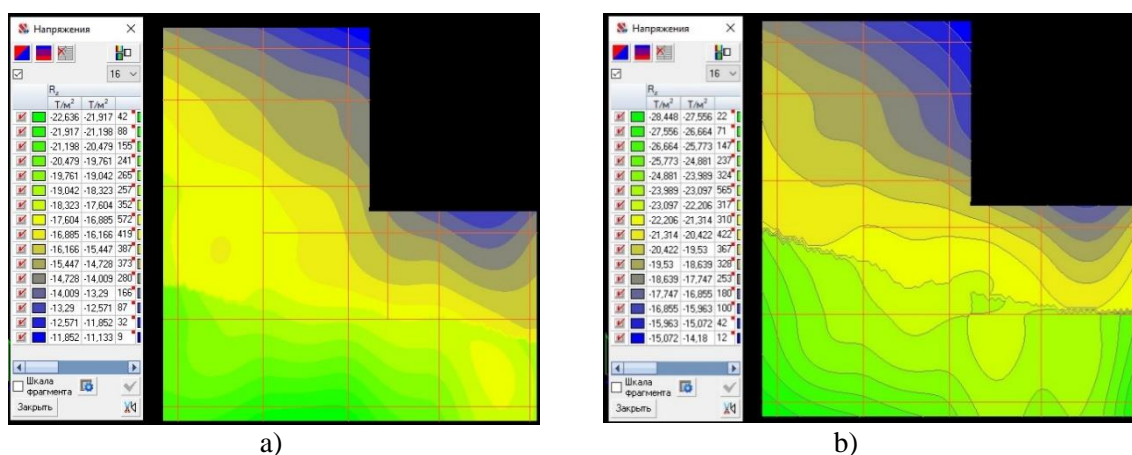 Напряжения
16
Rz
Т/м² Т/м²
-22,636 -21,917 42
-21,917 -21,198 88
-21,198 -20,479 155
-20,479 -19,761 241
-19,761 -19,042 265
-19,042 -18,323 257
-18,323 -17,604 352
-17,604 -16,885 572
-16,885 -16,166 419
-16,166 -15,447 387
-15,447 -14,728 373
-14,728 -14,009 280
-14,009 -13,29 166
-13,29 -12,571 87
-12,571 -11,852 32
-11,852 -11,133 9
Шкала
фрагмента
Закрыть
a)
Напряжения
16
Rz
Т/м² Т/м²
-28,448 -27,556 22
-27,556 -26,664 71
-26,664 -25,773 147
-25,773 -24,881 237
-24,881 -23,989 324
-23,989 -23,097 565
-23,097 -22,206 317
-22,206 -21,314 310
-21,314 -20,422 422
-20,422 -19,53 367
-19,53 -18,639 326
-18,639 -17,747 253
-17,747 -16,855 180
-16,855 -15,963 100
-15,963 -15,072 42
-15,072 -14,18 12
Шкала
фрагмента
Закрыть
b)